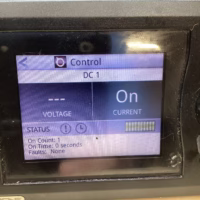 Control
DC 1
---
On
VOLTAGE
CURRENT
STATUS
On Count: 1
On Time: 0 seconds
Faults: None